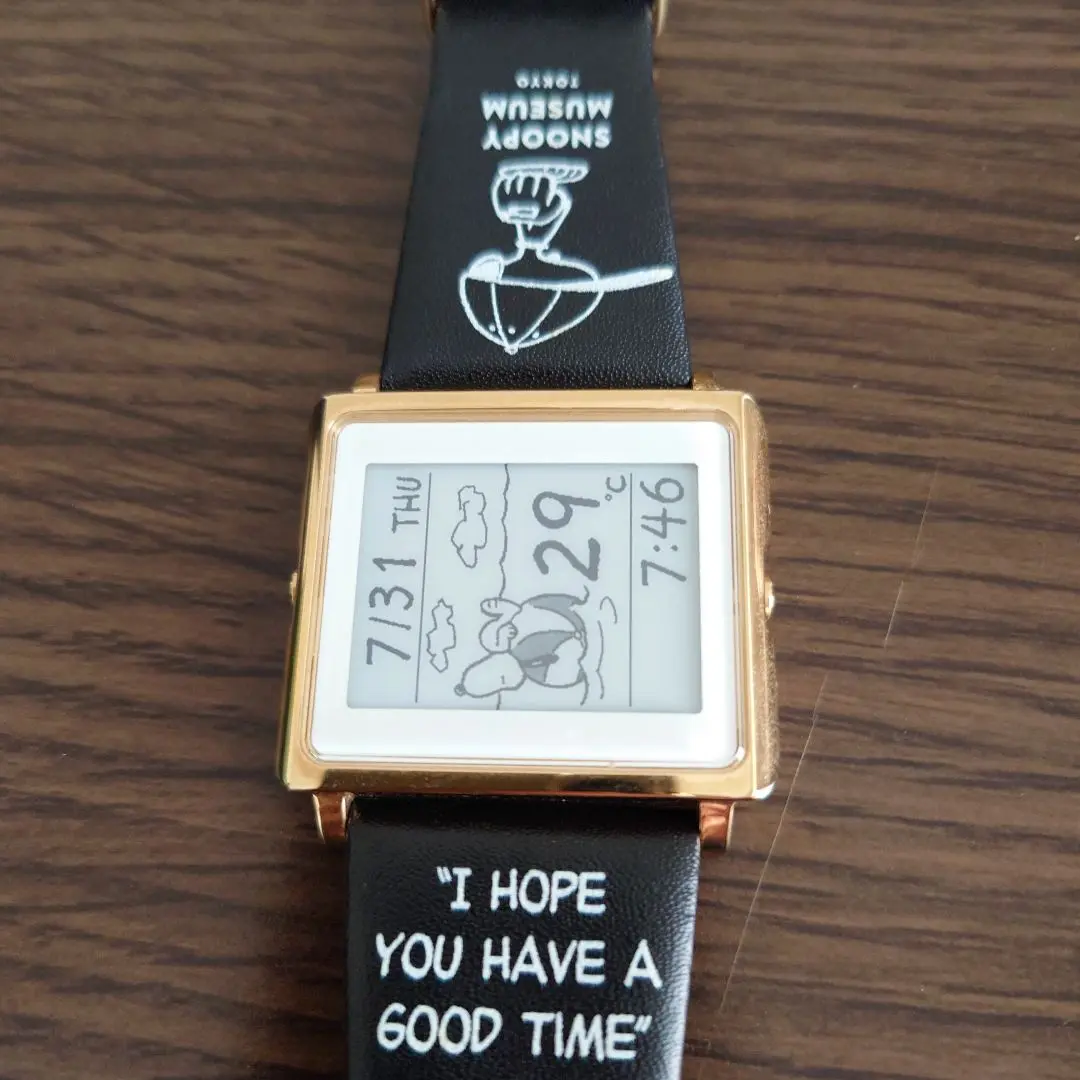 SNOOPY
MUSEUM
TOKYO
7/31 THU
29°C
7:46
"I HOPE
YOU HAVE A
GOOD TIME"